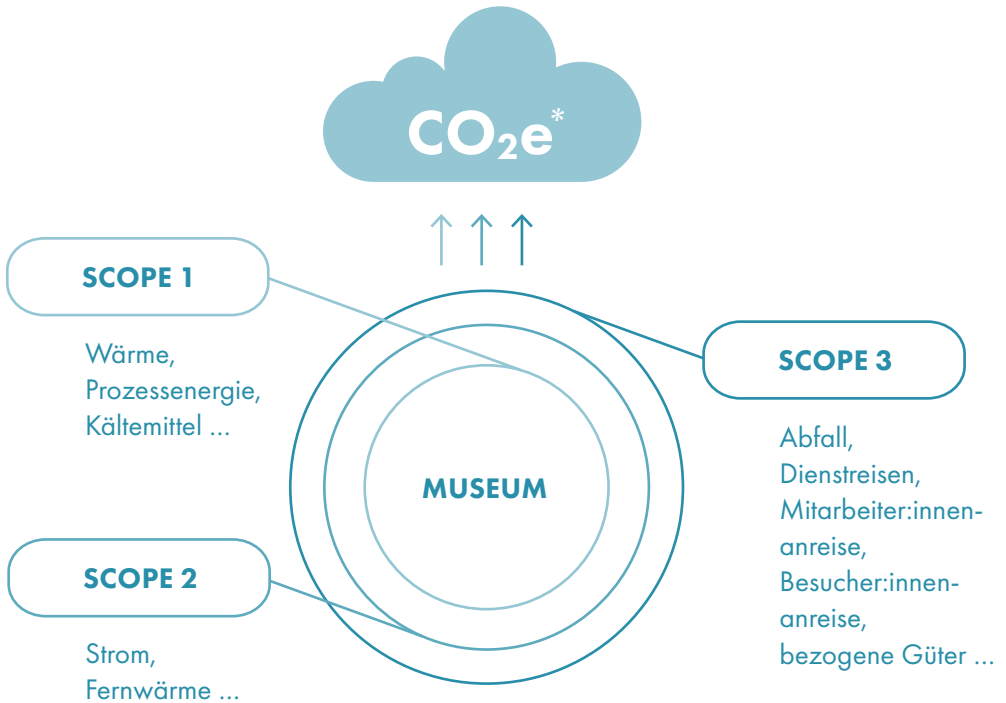 CO₂e*
SCOPE 1
Wärme,
Prozessenergie,
Kältemittel ...
SCOPE 3
Abfall,
Dienstreisen,
Mitarbeiter:innen-
anreise,
Besucher:innen-
anreise,
bezogene Güter ...
MUSEUM
SCOPE 2
Strom,
Fernwärme ...